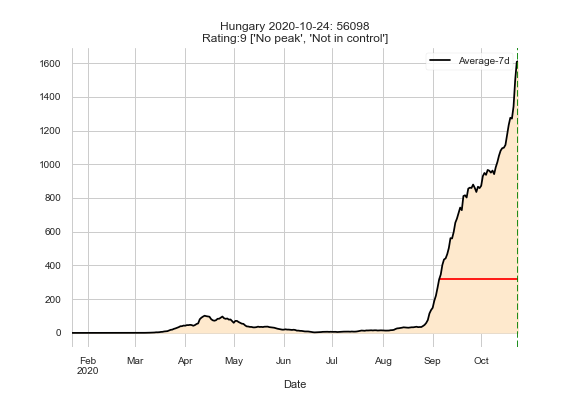 Hungary 2020-10-24: 56098
Rating:9 ['No peak', 'Not in control']
Average-7d
1600
1400
1200
1000
800
600
400
200
0
Feb Mar Apr May Jun Jul Aug Sep Oct
2020
Date